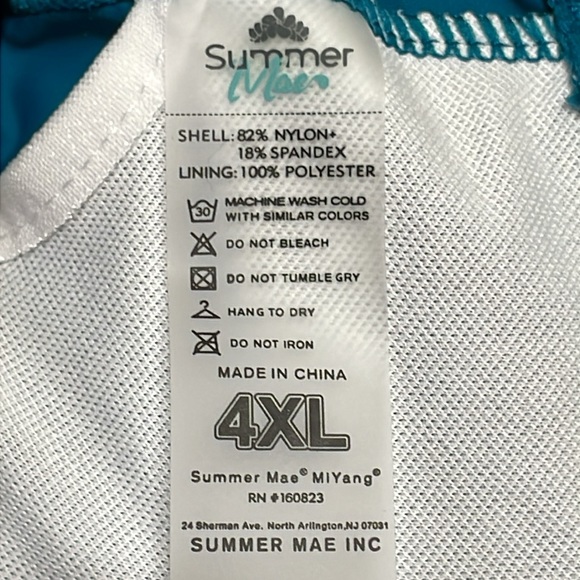 Summer
Mae
SHELL: 82% NYLON+
18% SPANDEX
LINING: 100% POLYESTER
30
MACHINE WASH COLD
WITH SIMILAR COLORS
DO NOT BLEACH
DO NOT TUMBLE GRY
HANG TO DRY
DO NOT IRON
MADE IN CHINA
4XL
Summer Mae® MiYang®
RN #160823
24 Sherman Ave. North Arlington,NJ 07031
SUMMER MAE INC